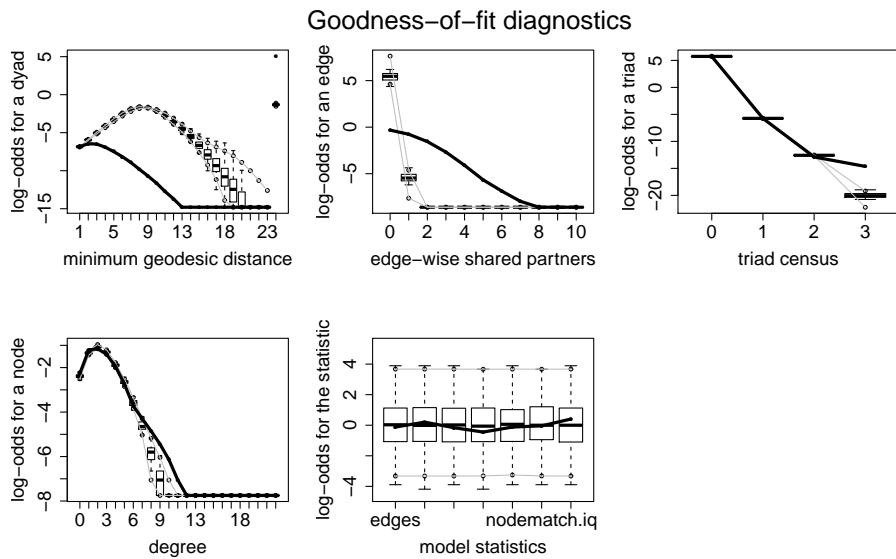 Goodness−of−fit diagnostics
log−odds for a dyad
5
0
−5
−15
1 5 9 13 18 23
minimum geodesic distance
log−odds for an edge
5
0
−5
0 2 4 6 8 10
edge−wise shared partners
log−odds for a triad
5
0
−10
−20
0 1 2 3
triad census
log−odds for a node
−2
−4
−6
−8
0 3 6 9 13 18
degree
log−odds for the statistic
4
2
0
−4
edges nodematch.iq
model statistics